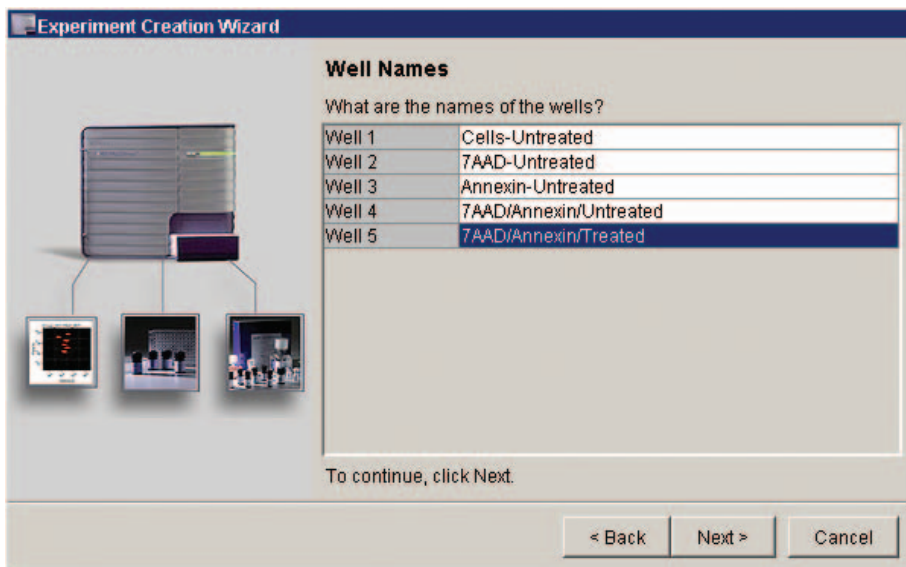 Experiment Creation Wizard
Well Names
What are the names of the wells?
Well 1 Cells-Untreated
Well 2 7AAD-Untreated
Well 3 Annexin-Untreated
Well 4 7AAD/Annexin/Untreated
Well 5 7AAD/Annexin/Treated
To continue, click Next.
< Back Next > Cancel